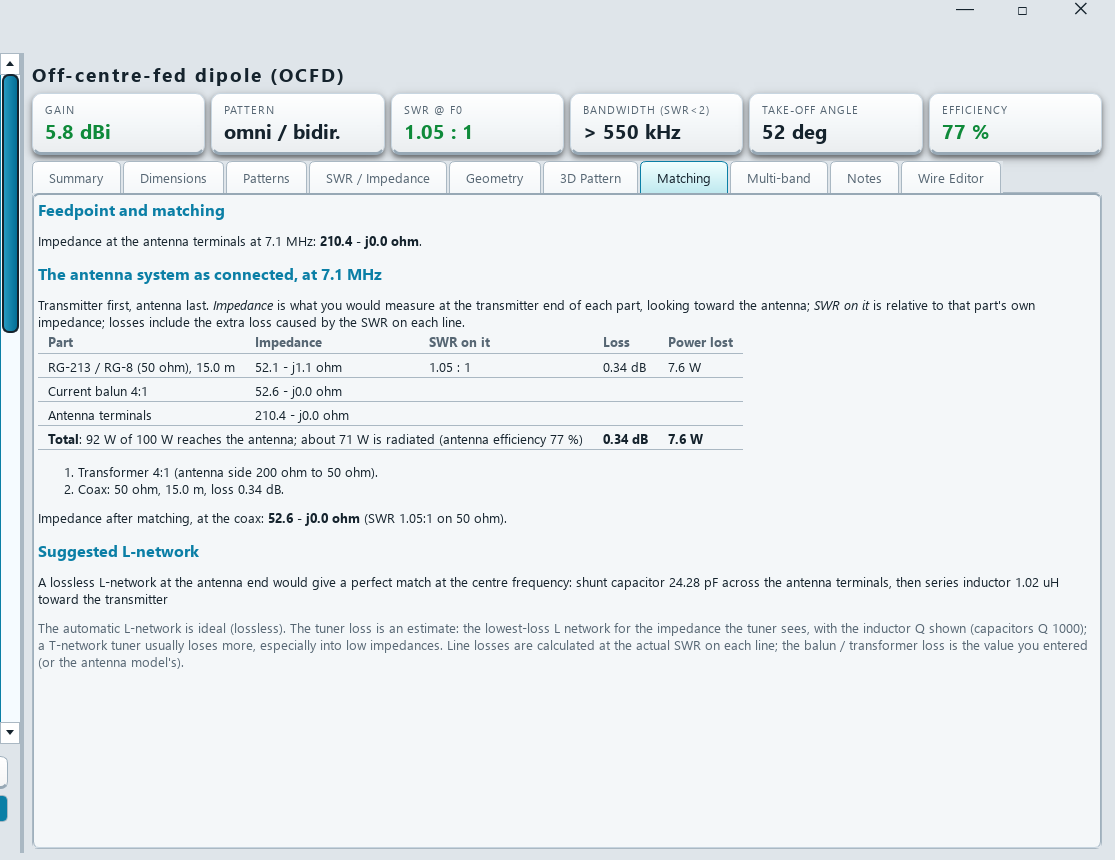 Off-centre-fed dipole (OCFD)
GAIN
5.8 dBi
PATTERN
omni / bidir.
SWR @ F0
1.05 : 1
BANDWIDTH (SWR<2)
> 550 kHz
TAKE-OFF ANGLE
52 deg
EFFICIENCY
77 %
Summary
Dimensions
Patterns
SWR / Impedance
Geometry
3D Pattern
Matching
Multi-band
Notes
Wire Editor
Feedpoint and matching
Impedance at the antenna terminals at 7.1 MHz: 210.4 - j0.0 ohm.
The antenna system as connected, at 7.1 MHz
Transmitter first, antenna last. Impedance is what you would measure at the transmitter end of each part, looking toward the antenna; SWR on it is relative to that part's own
impedance; losses include the extra loss caused by the SWR on each line.
Part Impedance SWR on it Loss Power lost
RG-213 / RG-8 (50 ohm), 15.0 m 52.1 - j1.1 ohm 1.05 : 1 0.34 dB 7.6 W
Current balun 4:1 52.6 - j0.0 ohm
Antenna terminals 210.4 - j0.0 ohm
Total: 92 W of 100 W reaches the antenna; about 71 W is radiated (antenna efficiency 77 %) 0.34 dB 7.6 W
1. Transformer 4:1 (antenna side 200 ohm to 50 ohm).
2. Coax: 50 ohm, 15.0 m, loss 0.34 dB.
Impedance after matching, at the coax: 52.6 - j0.0 ohm (SWR 1.05:1 on 50 ohm).
Suggested L-network
A lossless L-network at the antenna end would give a perfect match at the centre frequency: shunt capacitor 24.28 pF across the antenna terminals, then series inductor 1.02 uH
toward the transmitter
The automatic L-network is ideal (lossless). The tuner loss is an estimate: the lowest-loss L network for the impedance the tuner sees, with the inductor Q shown (capacitors Q 1000);
a T-network tuner usually loses more, especially into low impedances. Line losses are calculated at the actual SWR on each line; the balun / transformer loss is the value you entered
(or the antenna model's).